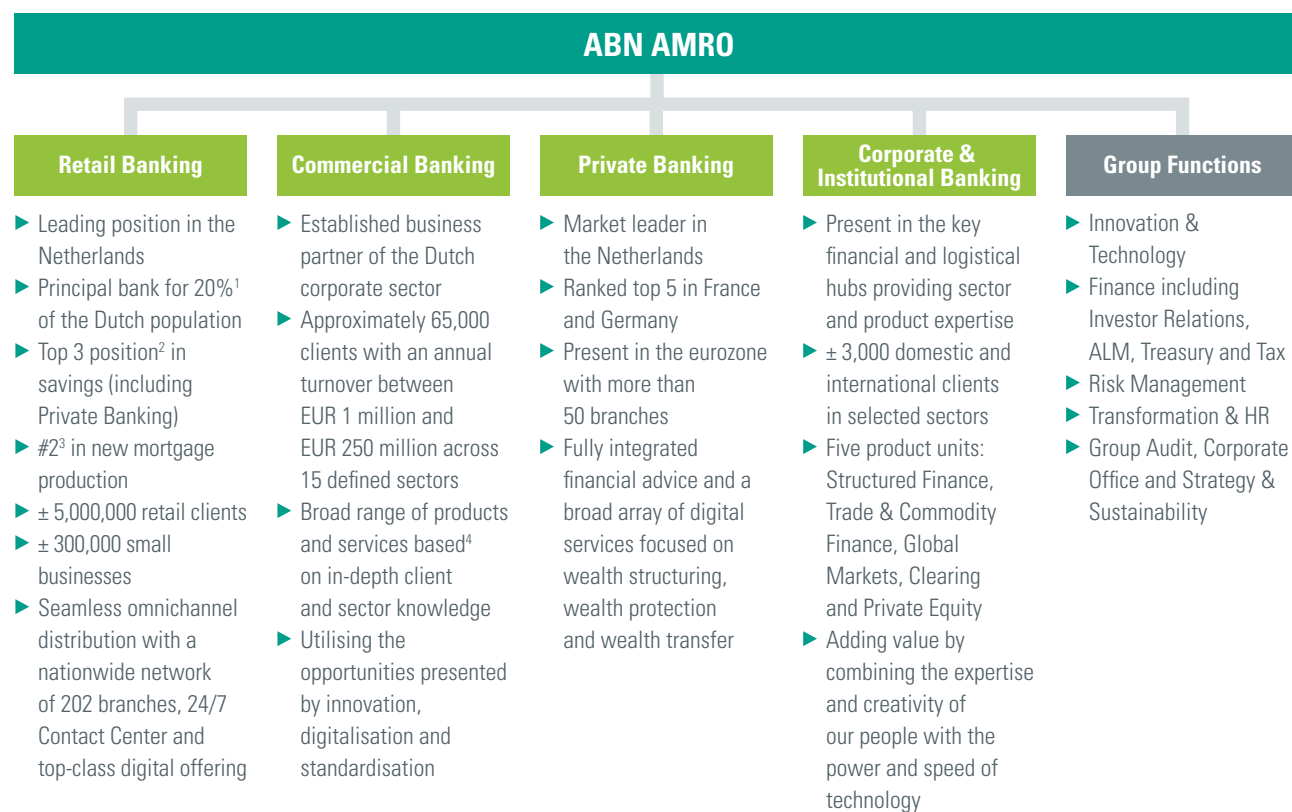 ABN AMRO
Retail Banking
► Leading position in the
Netherlands
► Principal bank for 20%¹
of the Dutch population
► Top 3 position² in
savings (including
Private Banking)
► #2³ in new mortgage
production
► ± 5,000,000 retail clients
► ± 300,000 small
businesses
► Seamless omnichannel
distribution with a
nationwide network
of 202 branches, 24/7
Contact Center and
top-class digital offering
Commercial Banking
► Established business
partner of the Dutch
corporate sector
► Approximately 65,000
clients with an annual
turnover between
EUR 1 million and
EUR 250 million across
15 defined sectors
► Broad range of products
and services based⁴
on in-depth client
and sector knowledge
► Utilising the
opportunities presented
by innovation,
digitalisation and
standardisation
Private Banking
► Market leader in
the Netherlands
► Ranked top 5 in France
and Germany
► Present in the eurozone
with more than
50 branches
► Fully integrated
financial advice and a
broad array of digital
services focused on
wealth structuring,
wealth protection
and wealth transfer
Corporate &
Institutional Banking
► Present in the key
financial and logistical
hubs providing sector
and product expertise
► ± 3,000 domestic and
international clients
in selected sectors
► Five product units:
Structured Finance,
Trade & Commodity
Finance, Global
Markets, Clearing
and Private Equity
► Adding value by
combining the expertise
and creativity of
our people with the
power and speed of
technology
Group Functions
► Innovation &
Technology
► Finance including
Investor Relations,
ALM, Treasury and Tax
► Risk Management
► Transformation & HR
► Group Audit, Corporate
Office and Strategy &
Sustainability